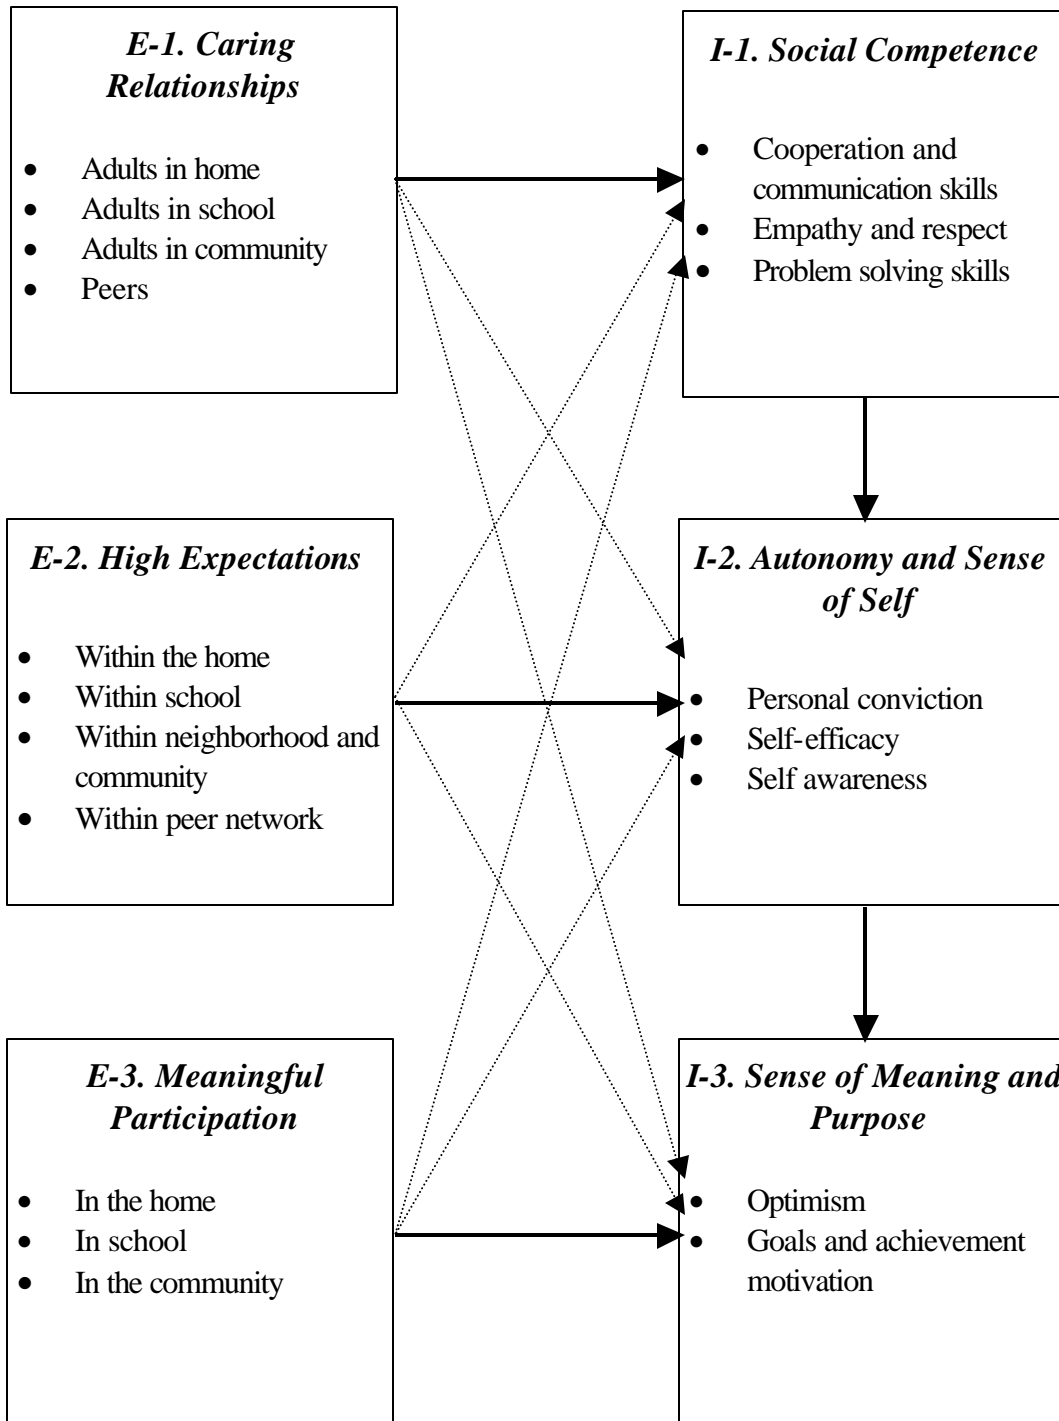 E-1. Caring
Relationships
• Adults in home
• Adults in school
• Adults in community
• Peers
I-1. Social Competence
• Cooperation and
communication skills
• Empathy and respect
• Problem solving skills
E-2. High Expectations
• Within the home
• Within school
• Within neighborhood and
community
• Within peer network
I-2. Autonomy and Sense
of Self
• Personal conviction
• Self-efficacy
• Self awareness
E-3. Meaningful
Participation
• In the home
• In school
• In the community
I-3. Sense of Meaning and
Purpose
• Optimism
• Goals and achievement
motivation